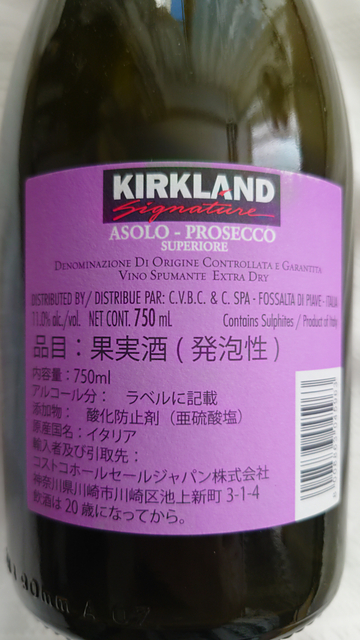 KIRKLAND
Signature
ASOLO - PROSECCO
SUPERIORE
DENOMINAZIONE DI ORIGINE CONTROLLATA E GARANTITA
VINO SPUMANTE EXTRA DRY
DISTRIBUTED BY/ DISTRIBUE PAR: C.V.B.C. & C. SPA - FOSSALTA DI PIAVE - ITALIA
11.0% alc./vol. NET CONT. 750 mL Contains Sulphites / Product of Italy
品目：果実酒 ( 発泡性 )
内容量：750ml
アルコール分： ラベルに記載
添加物： 酸化防止剤（亜硫酸塩）
原産国名：イタリア
輸入者及び引取先：
コストコホールセールジャパン株式会社
神奈川県川崎市川崎区池上新町 3-1-4
飲酒は 20 歳になってから。